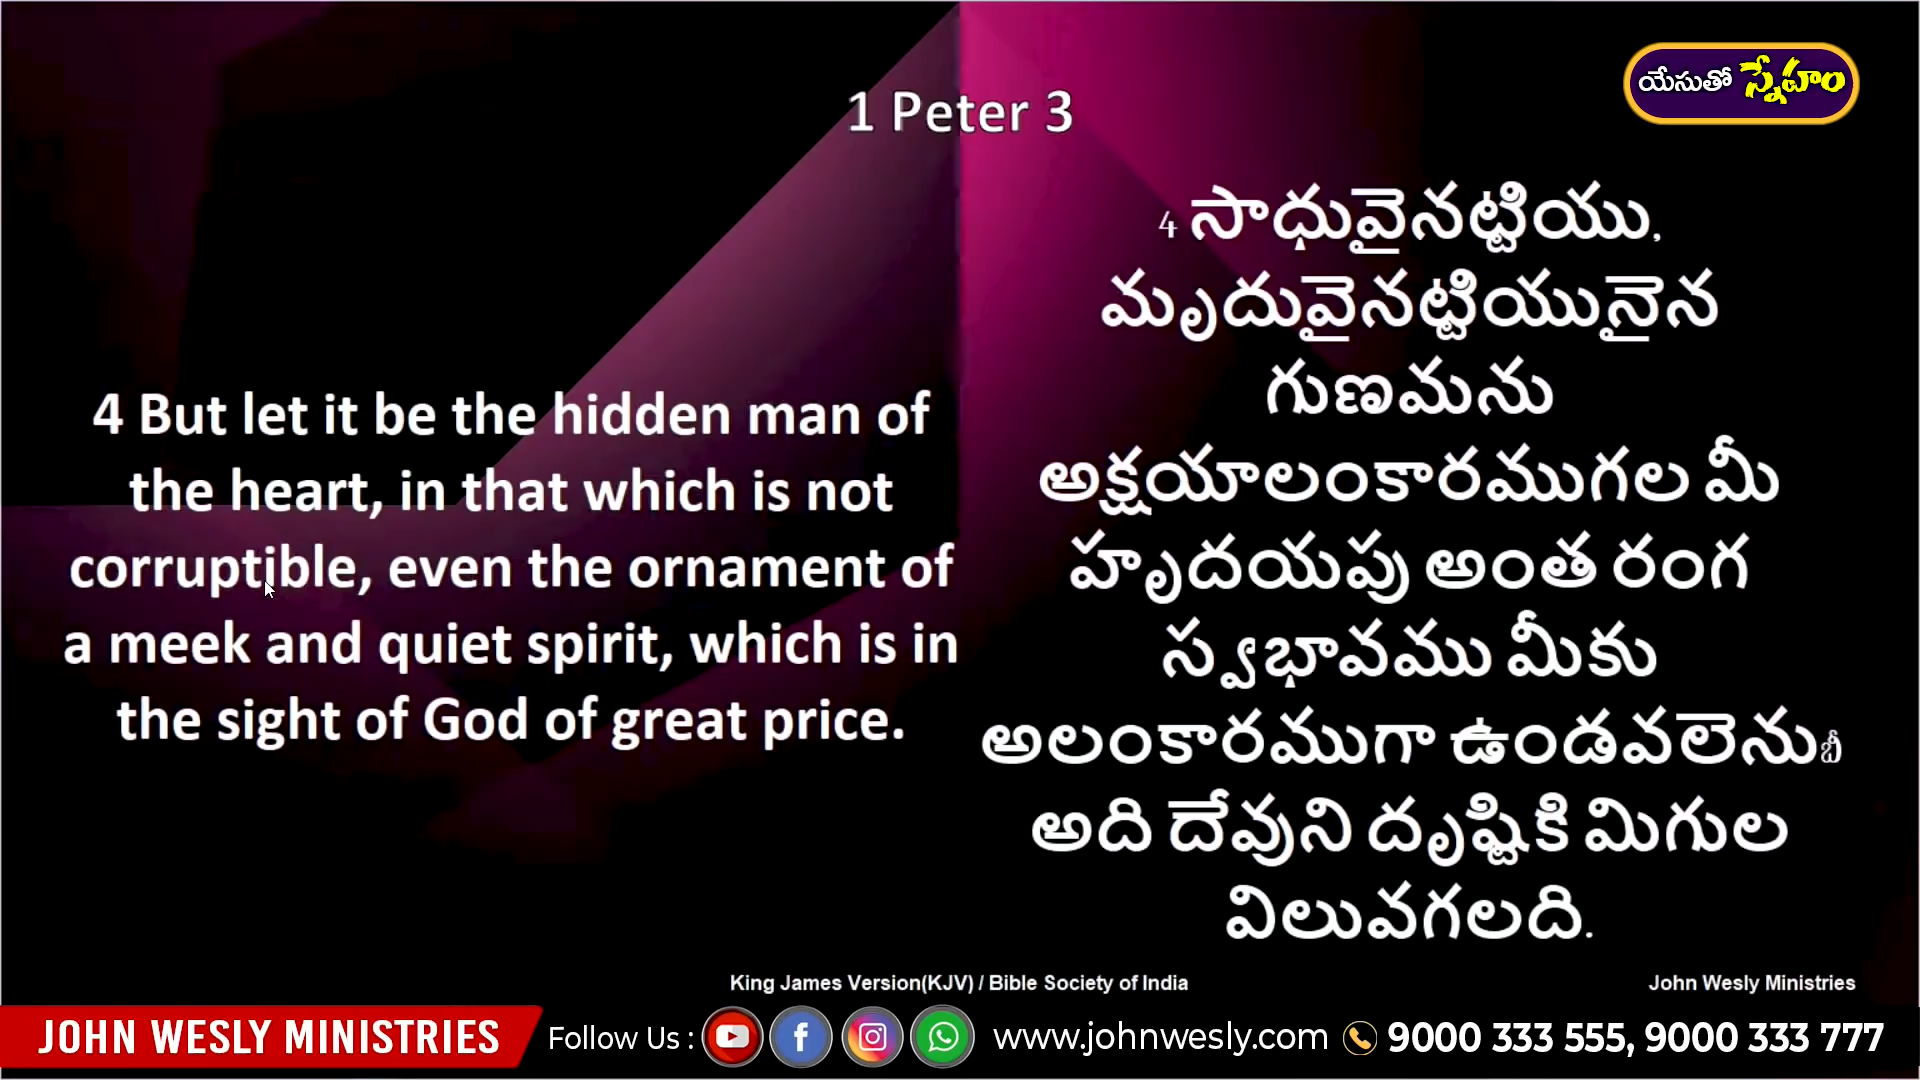 యేసుతో స్నేహం
1 Peter 3
4 But let it be the hidden man of
the heart, in that which is not
corruptible, even the ornament of
a meek and quiet spirit, which is in
the sight of God of great price.
4 సాధువైనట్టియు,
మృదువైనట్టియునైన
గుణమను
అక్షయాలంకారముగల మీ
హృదయపు అంత రంగ
స్వభావము మీకు
అలంకారముగా ఉండవలెను
అది దేవుని దృష్టికి మిగుల
విలువగలది.
King James Version(KJV) / Bible Society of India
John Wesly Ministries
JOHN WESLY MINISTRIES
Follow Us :
www.johnwesly.com
9000 333 555, 9000 333 777